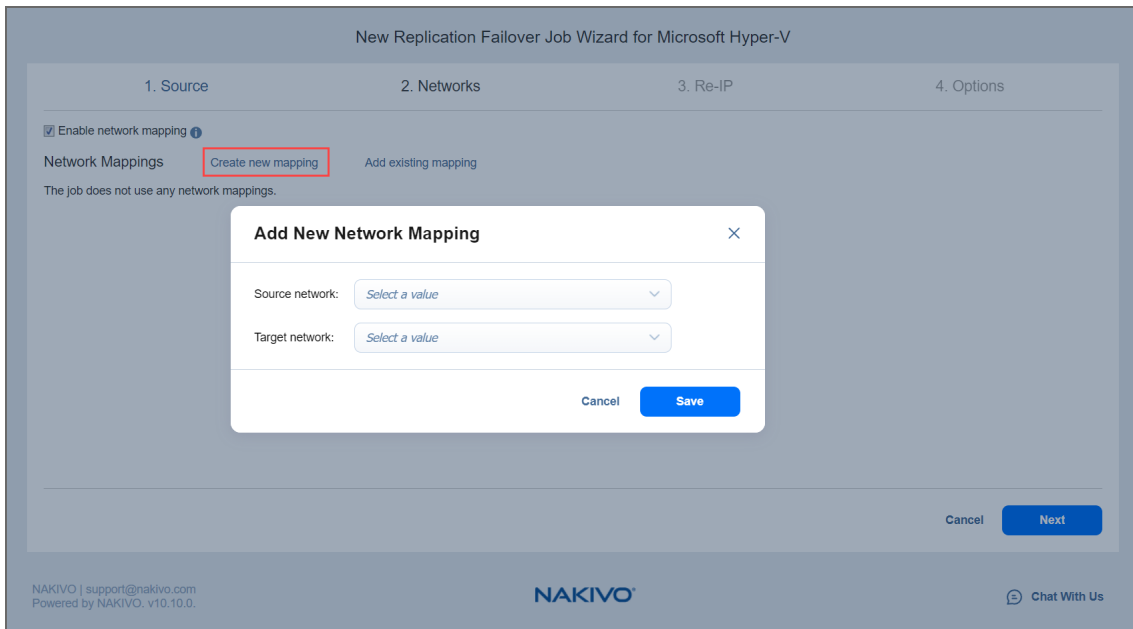 New Replication Failover Job Wizard for Microsoft Hyper-V
1. Source 2. Networks 3. Re-IP 4. Options
Enable network mapping
Network Mappings Create new mapping Add existing mapping
The job does not use any network mappings.
Add New Network Mapping
Source network: Select a value
Target network: Select a value
Cancel Save
Cancel Next
NAKIVO | support@nakivo.com
Powered by NAKIVO. v10.10.0.
NAKIVO®
Chat With Us